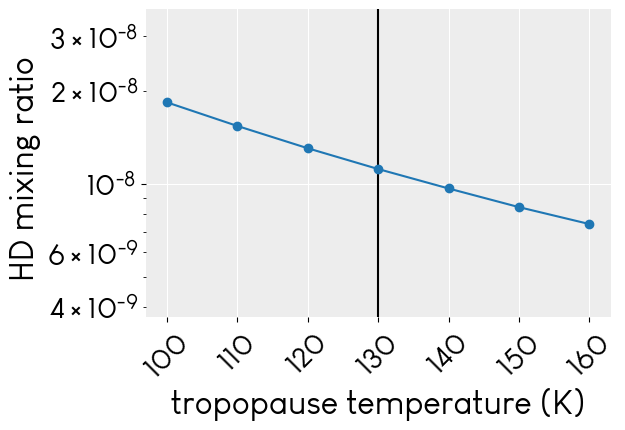 HD mixing ratio
3 × 10⁻⁸
2 × 10⁻⁸
10⁻⁸
6 × 10⁻⁹
4 × 10⁻⁹
100 110 120 130 140 150 160
tropopause temperature (K)